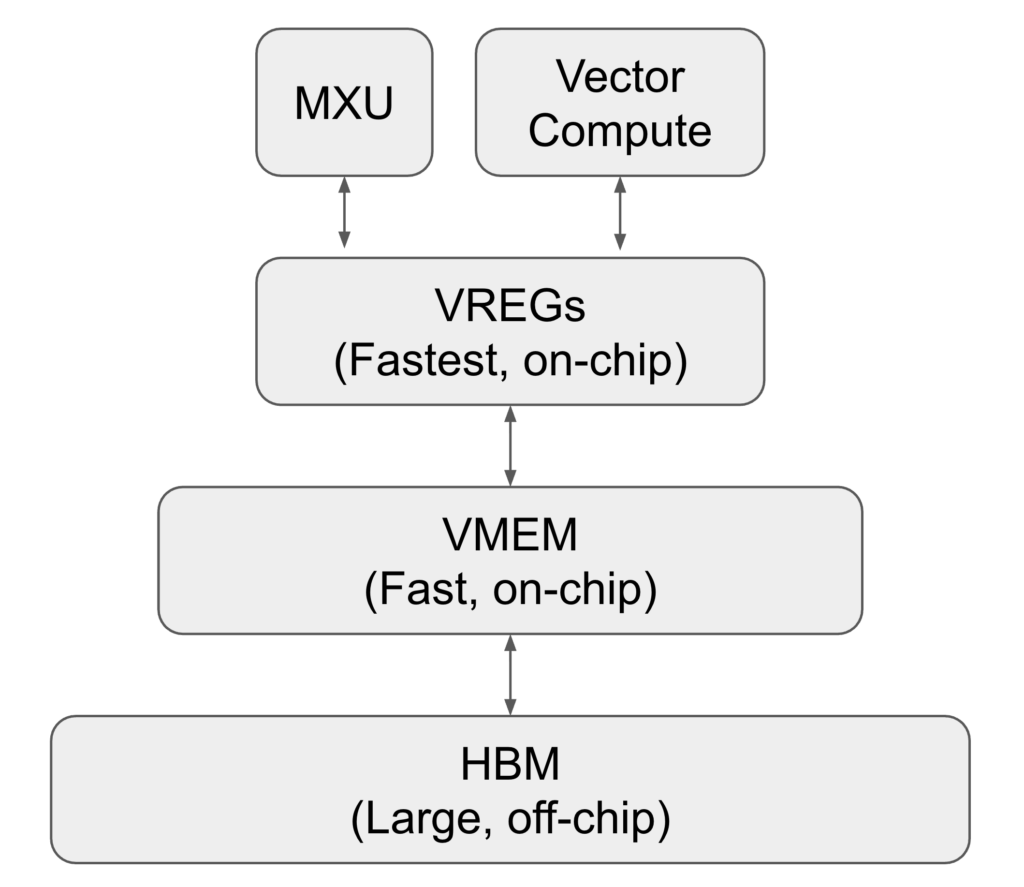 MXU
Vector
Compute
VREGs
(Fastest, on-chip)
VMEM
(Fast, on-chip)
HBM
(Large, off-chip)